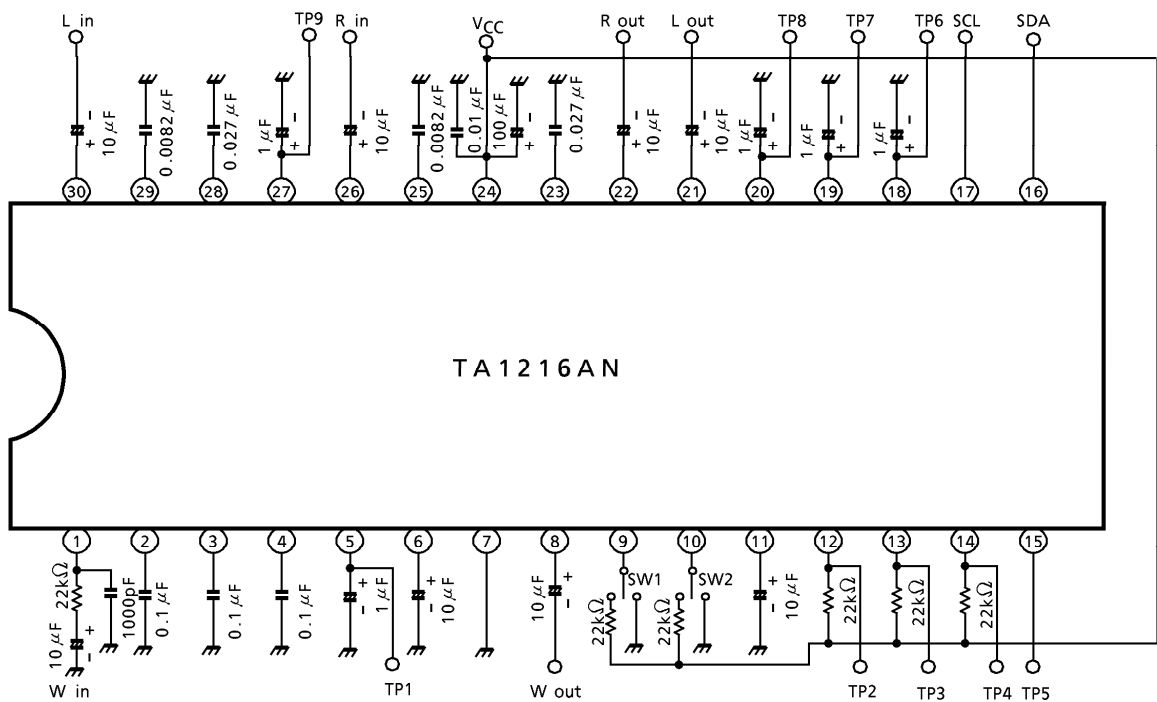 L in
TP9
R in
VCC
R out
L out
TP8
TP7
TP6
SCL
SDA
- + 10 μF
0.0082 μF
0.027 μF
1 μF - +
- + 10 μF
0.0082 μF
0.01 μF
100 μF - +
0.027 μF
- + 10 μF
- + 10 μF
1 μF - +
1 μF - +
1 μF - +
30 29 28 27 26 25 24 23 22 21 20 19 18 17 16
TA1216AN
1 2 3 4 5 6 7 8 9 10 11 12 13 14 15
22kΩ
1000pF
10 μF + -
0.1 μF
0.1 μF
0.1 μF
+ - 1 μF
+ - 10 μF
10 μF + -
SW1
22kΩ
SW2
22kΩ
+ - 10 μF
22kΩ
22kΩ
22kΩ
W in
TP1
W out
TP2
TP3
TP4
TP5